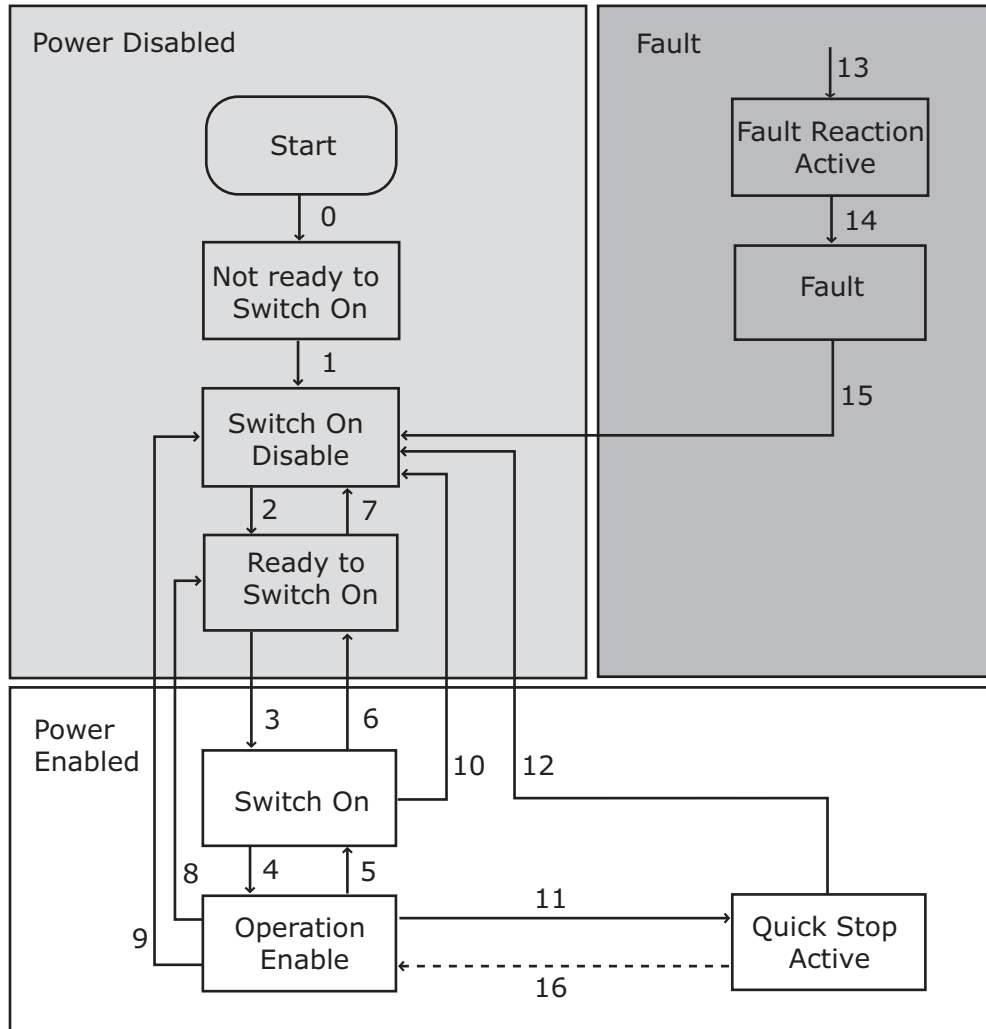 Power Disabled
Start
0
Not ready to
Switch On
1
Switch On
Disable
2
7
Ready to
Switch On
Fault
13
Fault Reaction
Active
14
Fault
15
Power
Enabled
3
6
10
12
Switch On
8
4
5
9
Operation
Enable
11
16
Quick Stop
Active